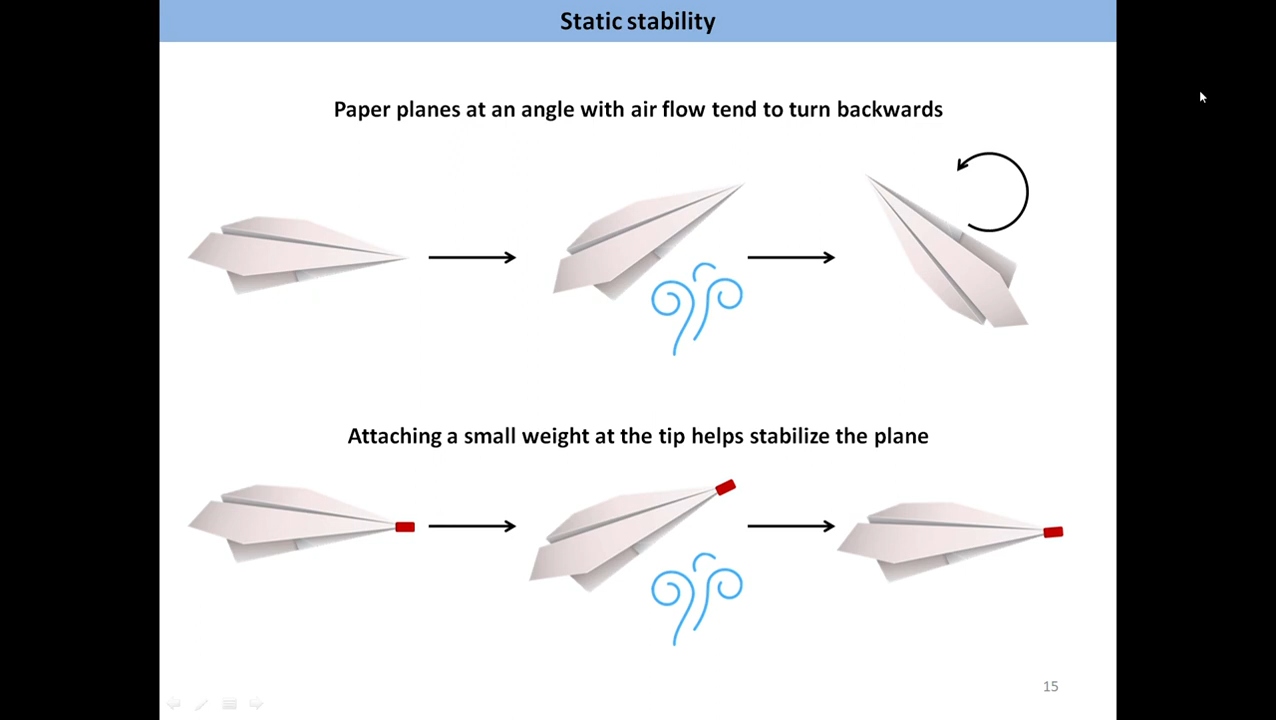 Static stability
Paper planes at an angle with air flow tend to turn backwards
Attaching a small weight at the tip helps stabilize the plane
15